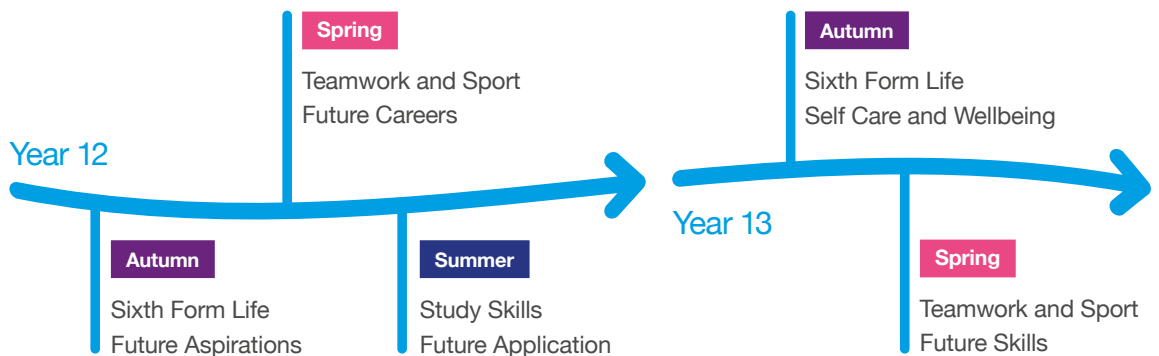 Year 12
Autumn
Sixth Form Life
Future Aspirations
Spring
Teamwork and Sport
Future Careers
Summer
Study Skills
Future Application
Year 13
Autumn
Sixth Form Life
Self Care and Wellbeing
Spring
Teamwork and Sport
Future Skills